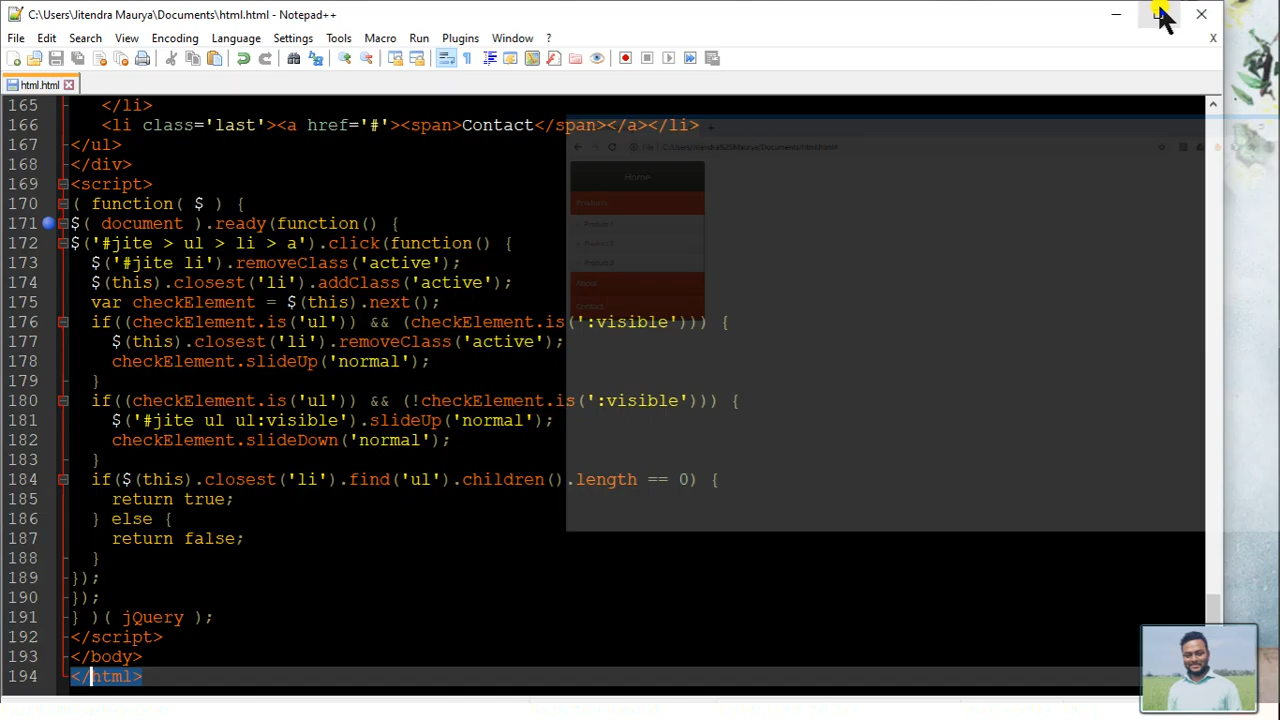 C:\Users\Jitendra Maurya\Documents\html.html - Notepad++
File Edit Search View Encoding Language Settings Tools Macro Run Plugins Window ? X
html.html
165 </li>
166 <li class='last'><a href='#'><span>Contact</span></a></li>
167 </ul>
168 </div>
169 <script>
170 ( function( $ ) {
171 $( document ).ready(function() {
172 $('#jite > ul > li > a').click(function() {
173 $('#jite li').removeClass('active');
174 $(this).closest('li').addClass('active');
175 var checkElement = $(this).next();
176 if((checkElement.is('ul')) && (checkElement.is(':visible'))) {
177 $(this).closest('li').removeClass('active');
178 checkElement.slideUp('normal');
179 }
180 if((checkElement.is('ul')) && (!checkElement.is(':visible'))) {
181 $('#jite ul ul:visible').slideUp('normal');
182 checkElement.slideDown('normal');
183 }
184 if($(this).closest('li').find('ul').children().length == 0) {
185 return true;
186 } else {
187 return false;
188 }
189 });
190 });
191 } )( jQuery );
192 </script>
193 </body>
194 </html>
Home
Products
Product 1
Product 2
Product 3
About
Contact